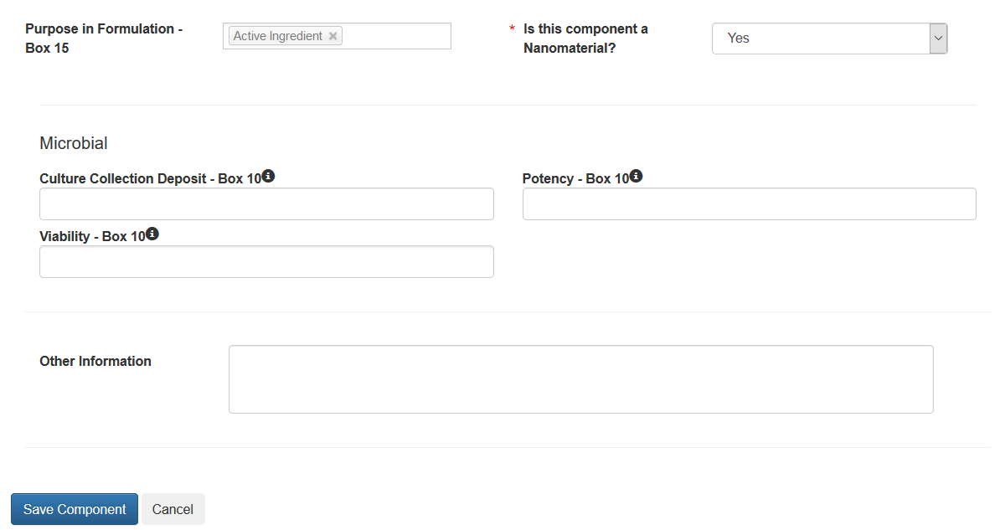 Purpose in Formulation -
Box 15
Active Ingredient ×
* Is this component a
Nanomaterial?
Yes
Microbial
Culture Collection Deposit - Box 10
Potency - Box 10
Viability - Box 10
Other Information
Save Component
Cancel